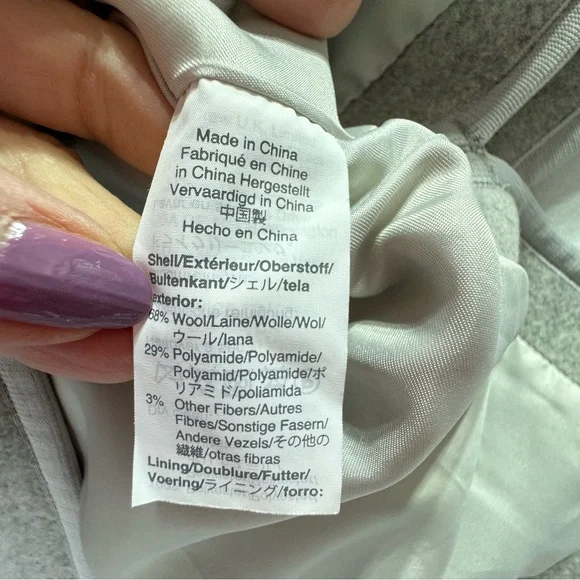 Made in China
Fabriqué en Chine
in China Hergestellt
Vervaardigd in China
中国製
Hecho en China
Shell/Extérieur/Oberstoff/
Buitenkant/シェル/tela
exterior:
68% Wool/Laine/Wolle/Wol/
ウール/lana
29% Polyamide/Polyamide/
Polyamid/Polyamide/ポ
リアミド/poliamida
3% Other Fibers/Autres
Fibres/Sonstige Fasern/
Andere Vezels/その他の
繊維/otras fibras
Lining/Doublure/Futter/
Voering/ライニング/forro: